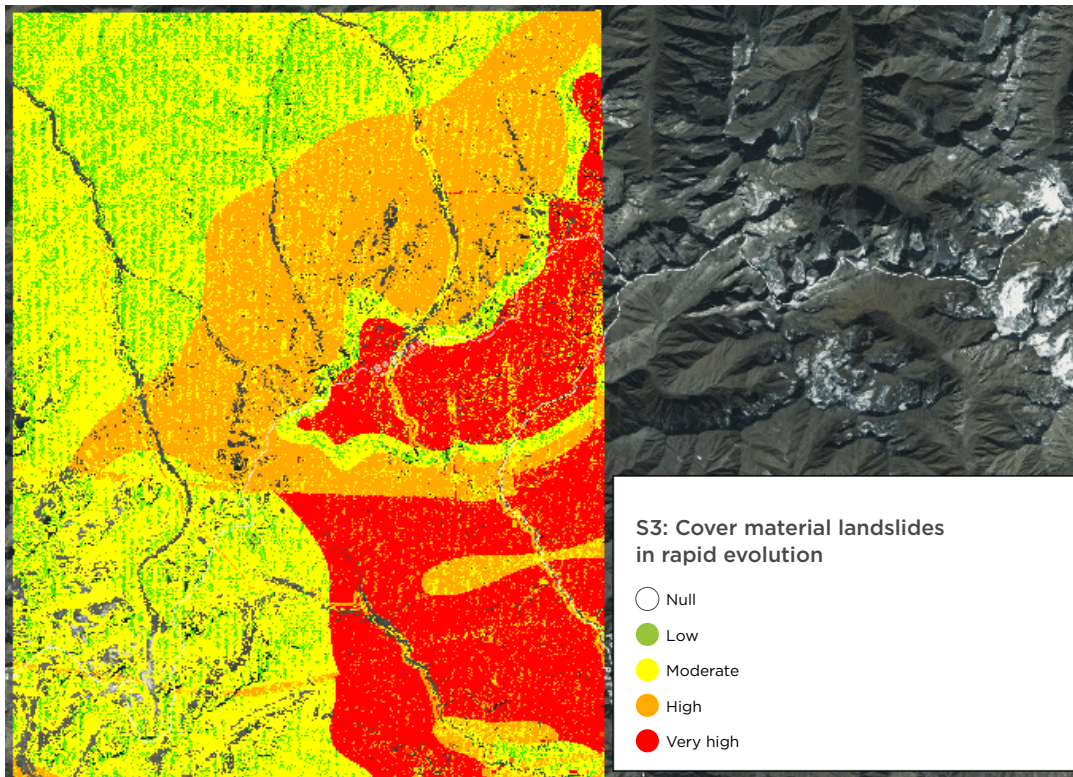 S3: Cover material landslides
in rapid evolution
Null
Low
Moderate
High
Very high